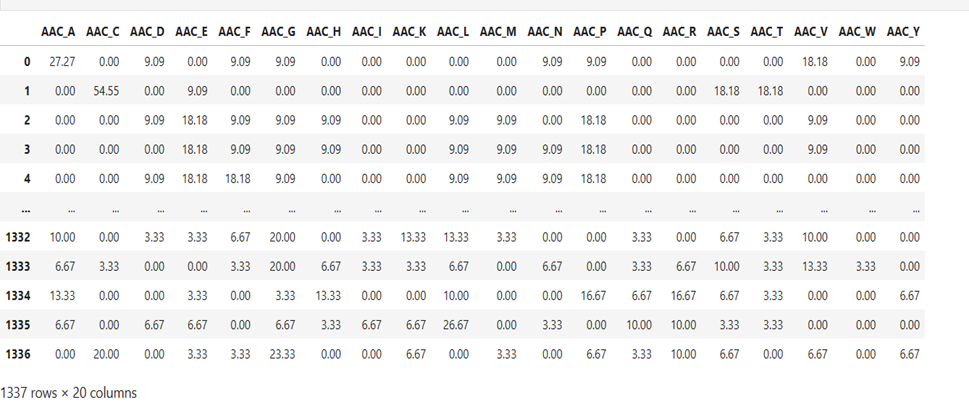 AAC_A AAC_C AAC_D AAC_E AAC_F AAC_G AAC_H AAC_I AAC_K AAC_L AAC_M AAC_N AAC_P AAC_Q AAC_R AAC_S AAC_T AAC_V AAC_W AAC_Y
0 27.27 0.00 9.09 0.00 9.09 9.09 0.00 0.00 0.00 0.00 0.00 9.09 9.09 0.00 0.00 0.00 0.00 18.18 0.00 9.09
1 0.00 54.55 0.00 9.09 0.00 0.00 0.00 0.00 0.00 0.00 0.00 0.00 0.00 0.00 0.00 18.18 18.18 0.00 0.00 0.00
2 0.00 0.00 9.09 18.18 9.09 9.09 9.09 0.00 0.00 9.09 9.09 0.00 18.18 0.00 0.00 0.00 0.00 9.09 0.00 0.00
3 0.00 0.00 0.00 18.18 9.09 9.09 9.09 0.00 0.00 9.09 9.09 9.09 18.18 0.00 0.00 0.00 0.00 9.09 0.00 0.00
4 0.00 0.00 9.09 18.18 18.18 9.09 0.00 0.00 0.00 9.09 9.09 9.09 18.18 0.00 0.00 0.00 0.00 0.00 0.00 0.00
... ... ... ... ... ... ... ... ... ... ... ... ... ... ... ... ... ... ... ... ...
1332 10.00 0.00 3.33 3.33 6.67 20.00 0.00 3.33 13.33 13.33 3.33 0.00 0.00 3.33 0.00 6.67 3.33 10.00 0.00 0.00
1333 6.67 3.33 0.00 0.00 3.33 20.00 6.67 3.33 3.33 6.67 0.00 6.67 0.00 3.33 6.67 10.00 3.33 13.33 3.33 0.00
1334 13.33 0.00 0.00 3.33 0.00 3.33 13.33 0.00 0.00 10.00 0.00 0.00 16.67 6.67 16.67 6.67 3.33 0.00 0.00 6.67
1335 6.67 0.00 6.67 6.67 0.00 6.67 3.33 6.67 6.67 26.67 0.00 3.33 0.00 10.00 10.00 3.33 3.33 0.00 0.00 0.00
1336 0.00 20.00 0.00 3.33 3.33 23.33 0.00 0.00 6.67 0.00 3.33 0.00 6.67 3.33 10.00 6.67 0.00 6.67 0.00 6.67
1337 rows × 20 columns